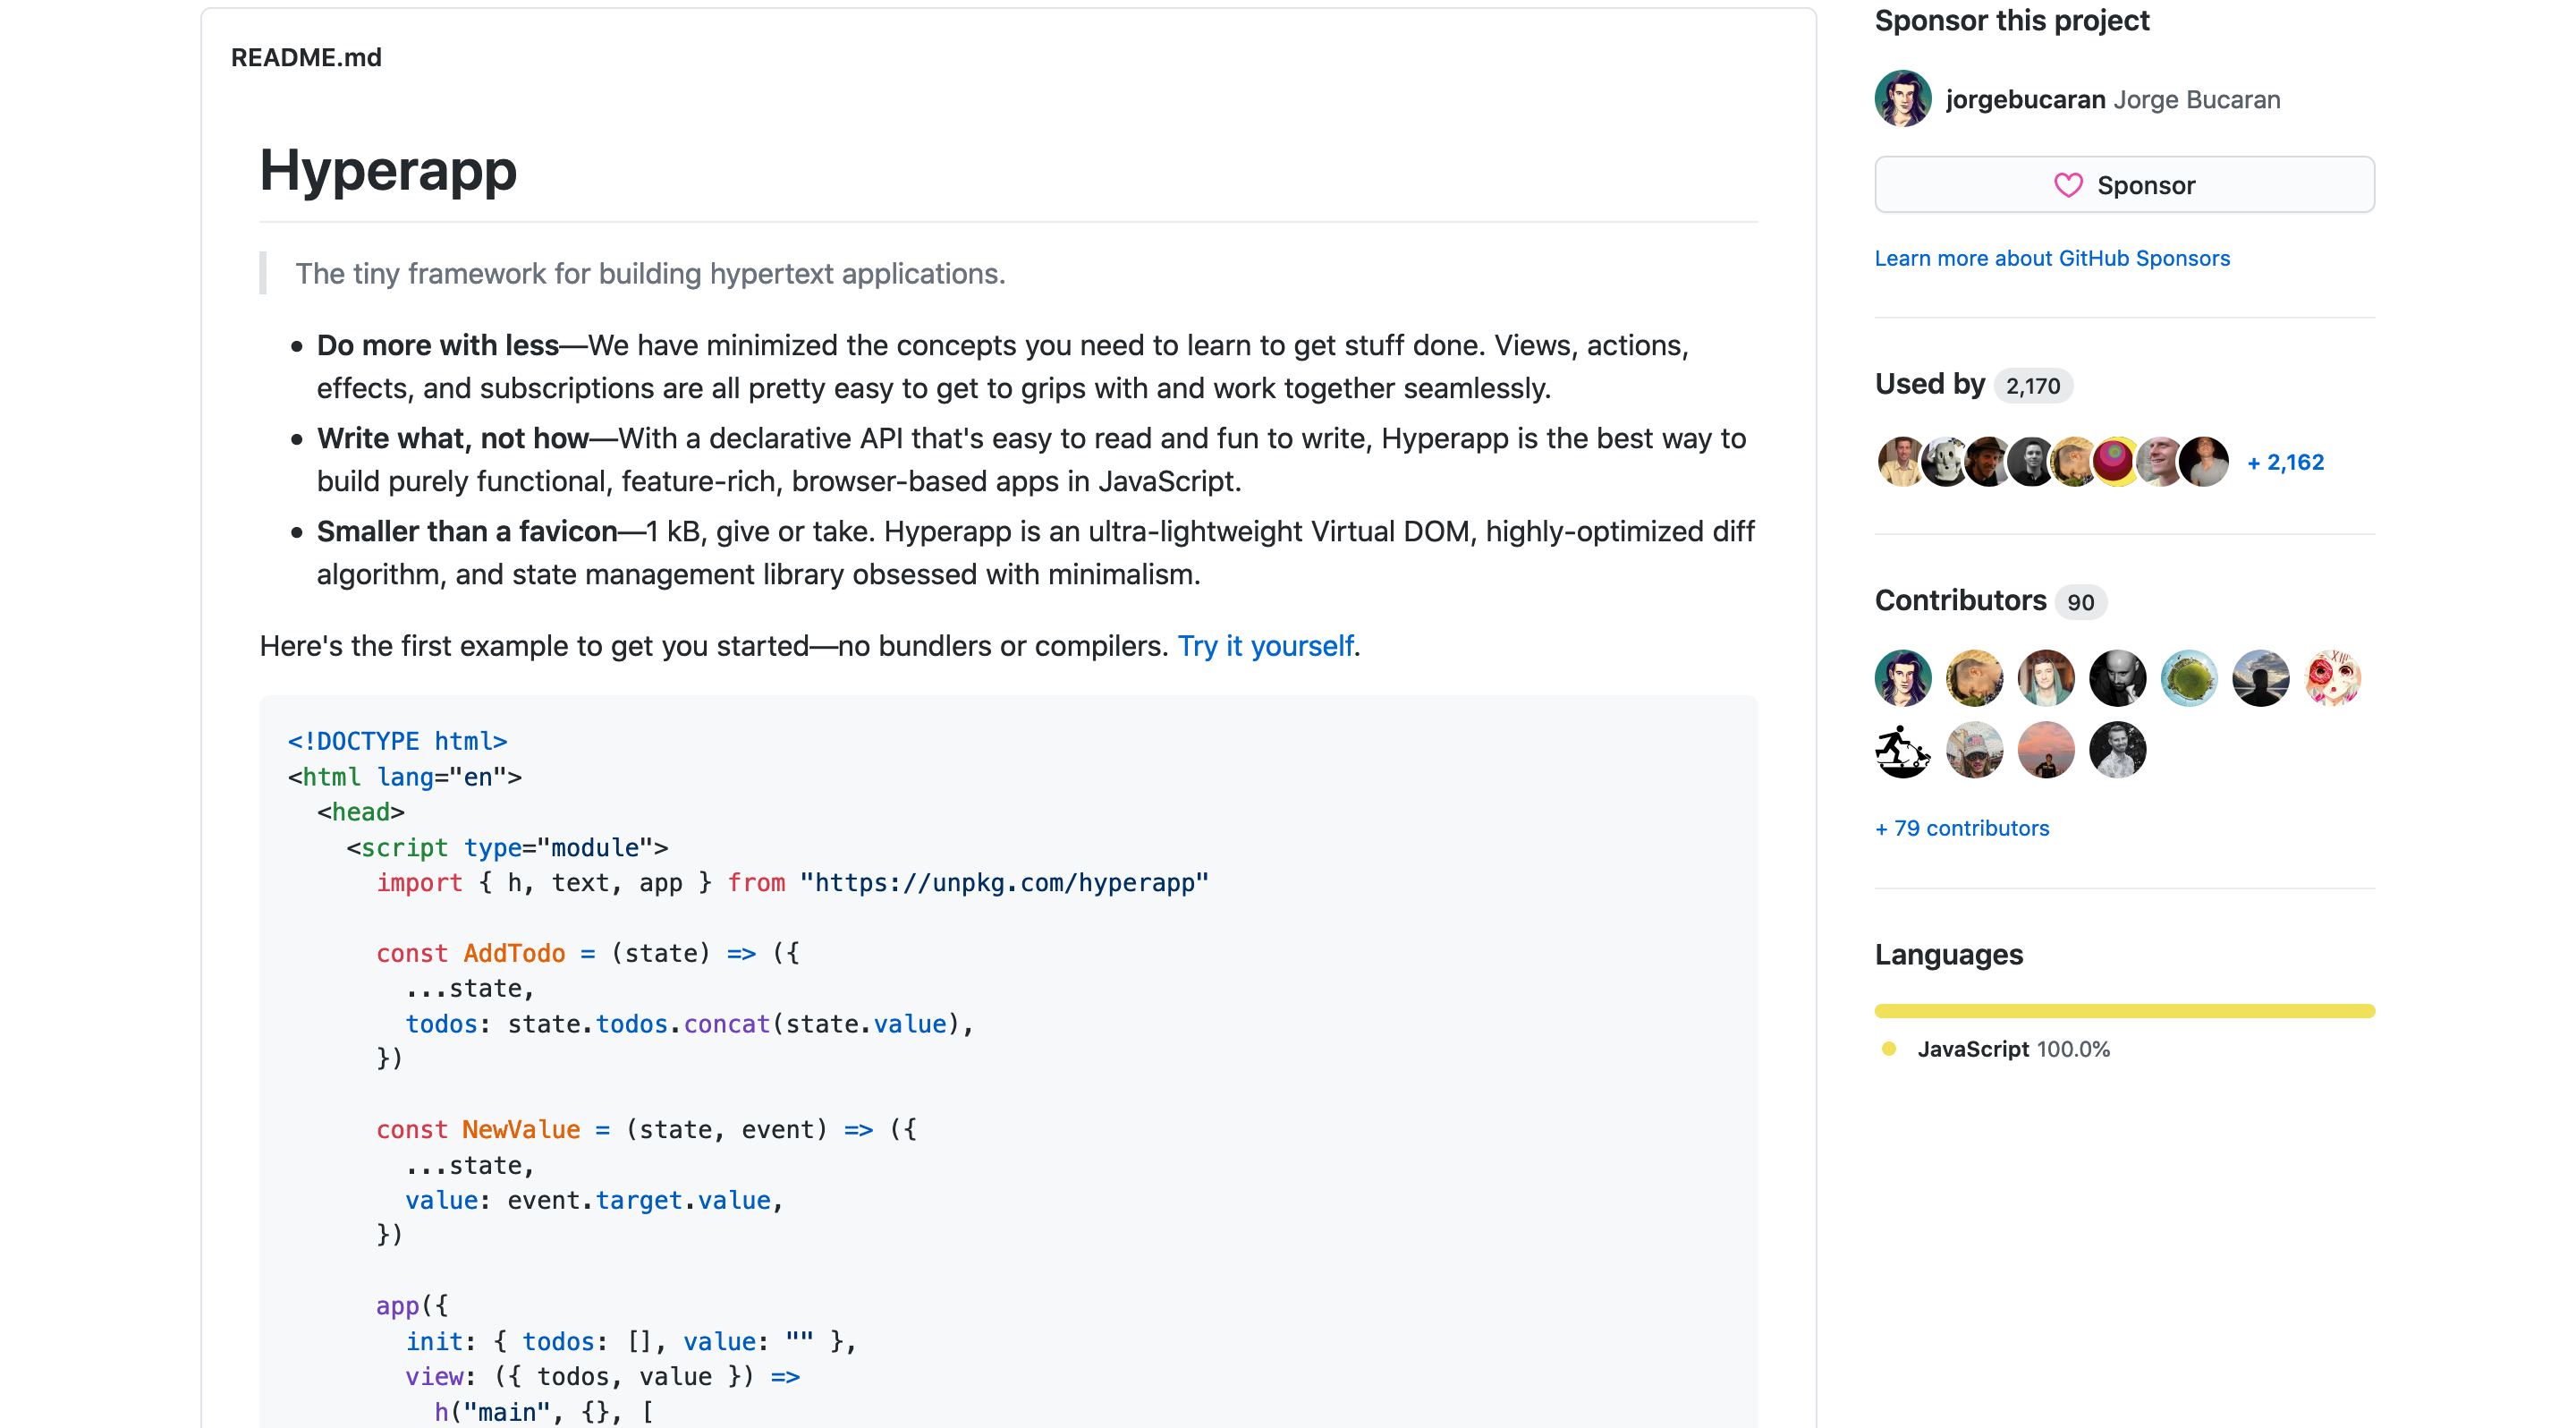 README.md
Hyperapp
The tiny framework for building hypertext applications.
Do more with less—We have minimized the concepts you need to learn to get stuff done. Views, actions,
effects, and subscriptions are all pretty easy to get to grips with and work together seamlessly.
Write what, not how—With a declarative API that's easy to read and fun to write, Hyperapp is the best way to
build purely functional, feature-rich, browser-based apps in JavaScript.
Smaller than a favicon—1 kB, give or take. Hyperapp is an ultra-lightweight Virtual DOM, highly-optimized diff
algorithm, and state management library obsessed with minimalism.
Here's the first example to get you started—no bundlers or compilers. Try it yourself.
<!DOCTYPE html>
<html lang="en">
  <head>
    <script type="module">
      import { h, text, app } from "https://unpkg.com/hyperapp"

      const AddTodo = (state) => ({
        ...state,
        todos: state.todos.concat(state.value),
      })

      const NewValue = (state, event) => ({
        ...state,
        value: event.target.value,
      })

      app({
        init: { todos: [], value: "" },
        view: ({ todos, value }) =>
          h("main", {}, [
Sponsor this project
jorgebucaran Jorge Bucaran
Sponsor
Learn more about GitHub Sponsors
Used by 2,170
+ 2,162
Contributors 90
+ 79 contributors
Languages
JavaScript 100.0%